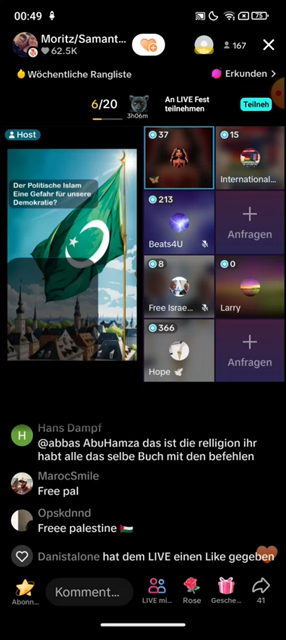 00:49
75
Moritz/Samant...
62.5K
167
Wöchentliche Rangliste
Erkunden >
6/20
3h06m
An LIVE Fest
teilnehmen
Teilneh
Host
Der Politische Islam
Eine Gefahr für unsere
Demokratie?
37
15
International...
213
Beats4U
Anfragen
8
Free Israe...
0
Larry
366
Hope
Anfragen
H
Hans Dampf
@abbas AbuHamza das ist die relligion ihr
habt alle das selbe Buch mit den befehlen
MarocSmile
Free pal
Opskdnnd
Freee palestine 🇵🇸
Danistalone hat dem LIVE einen Like gegeben
Abonn...
Komment...
LIVE mi...
Rose
Gesche...
41